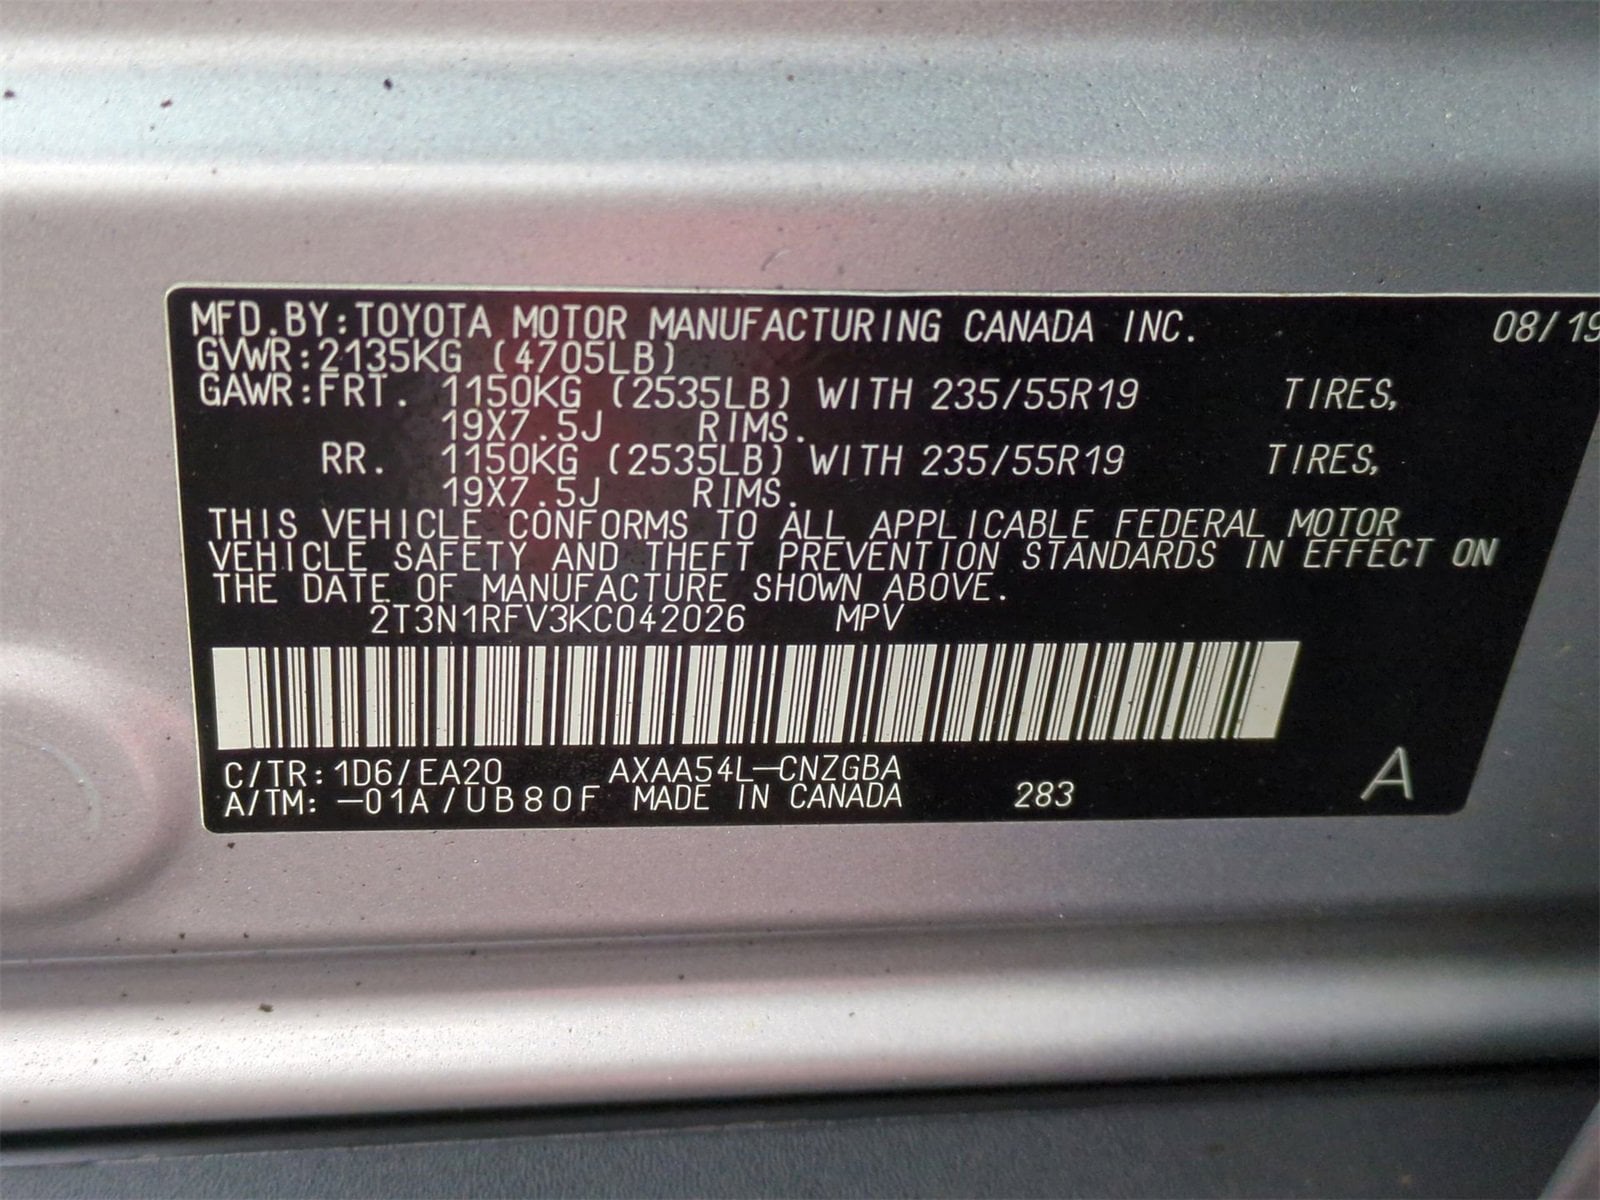 MFD.BY:TOYOTA MOTOR MANUFACTURING CANADA INC. 08/19
GVWR:2135KG (4705LB)
GAWR:FRT. 1150KG (2535LB) WITH 235/55R19 TIRES,
19X7.5J RIMS.
RR. 1150KG (2535LB) WITH 235/55R19 TIRES,
19X7.5J RIMS.
THIS VEHICLE CONFORMS TO ALL APPLICABLE FEDERAL MOTOR
VEHICLE SAFETY AND THEFT PREVENTION STANDARDS IN EFFECT ON
THE DATE OF MANUFACTURE SHOWN ABOVE.
2T3N1RFV3KC042026 MPV
C/TR:1D6/EA20 AXAA54L-CNZGBA
A/TM:-01A/UB80F MADE IN CANADA 283 A